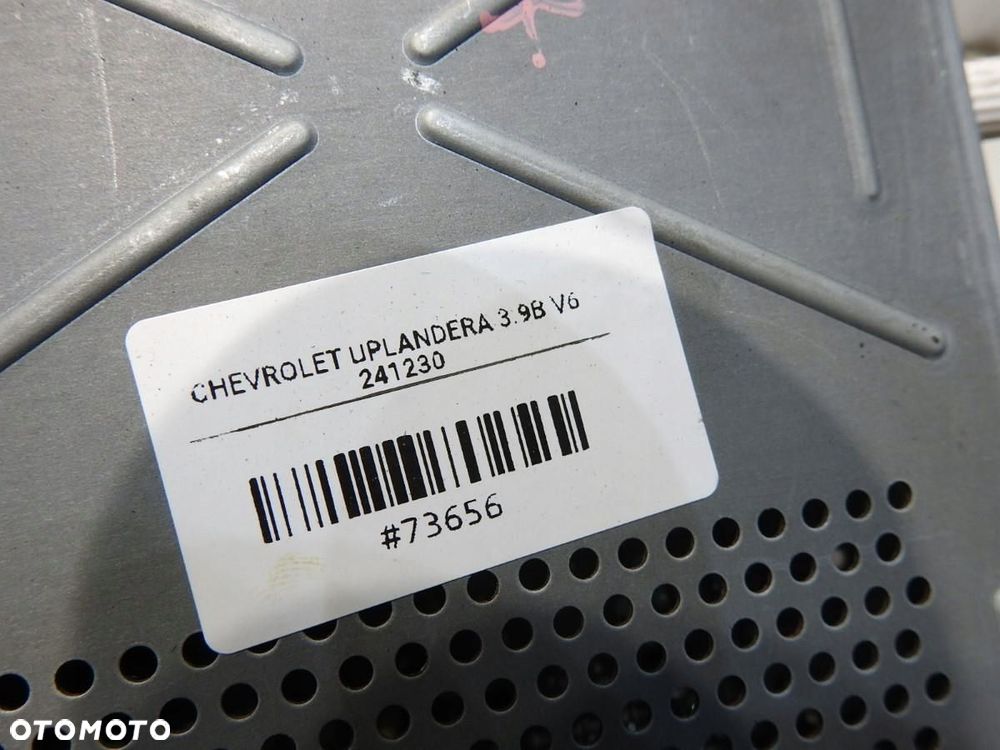 CHEVROLET UPLANDERA 3.9B V6
241230
#73656
OTOMOTO